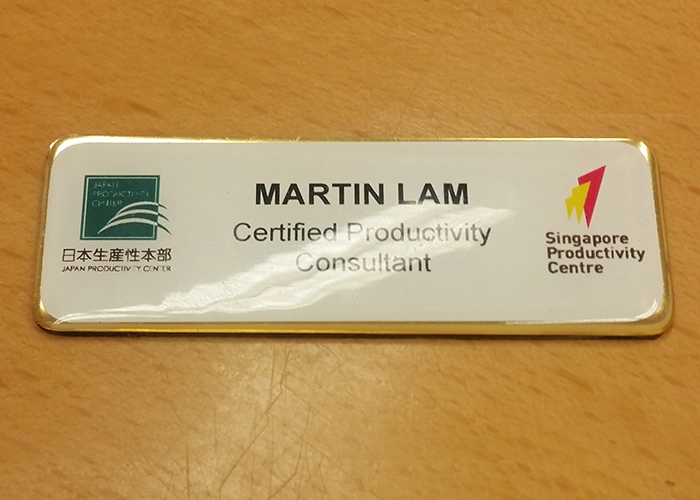 JAPAN
PRODUCTIVITY
CENTER
日本生産性本部
JAPAN PRODUCTIVITY CENTER
MARTIN LAM
Certified Productivity
Consultant
Singapore
Productivity
Centre